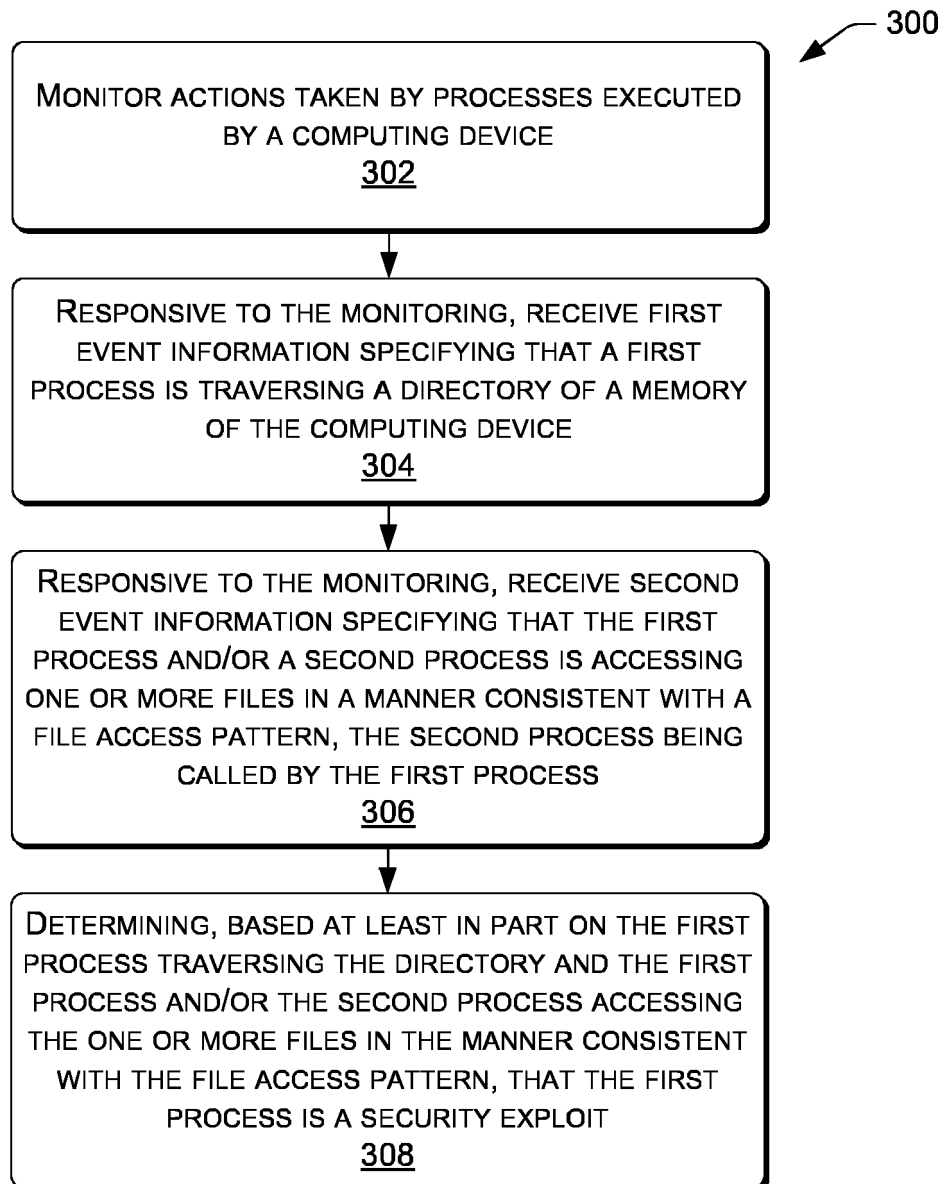 300
MONITOR ACTIONS TAKEN BY PROCESSES EXECUTED
BY A COMPUTING DEVICE
302
RESPONSIVE TO THE MONITORING, RECEIVE FIRST
EVENT INFORMATION SPECIFYING THAT A FIRST
PROCESS IS TRAVERSING A DIRECTORY OF A MEMORY
OF THE COMPUTING DEVICE
304
RESPONSIVE TO THE MONITORING, RECEIVE SECOND
EVENT INFORMATION SPECIFYING THAT THE FIRST
PROCESS AND/OR A SECOND PROCESS IS ACCESSING
ONE OR MORE FILES IN A MANNER CONSISTENT WITH A
FILE ACCESS PATTERN, THE SECOND PROCESS BEING
CALLED BY THE FIRST PROCESS
306
DETERMINING, BASED AT LEAST IN PART ON THE FIRST
PROCESS TRAVERSING THE DIRECTORY AND THE FIRST
PROCESS AND/OR THE SECOND PROCESS ACCESSING
THE ONE OR MORE FILES IN THE MANNER CONSISTENT
WITH THE FILE ACCESS PATTERN, THAT THE FIRST
PROCESS IS A SECURITY EXPLOIT
308